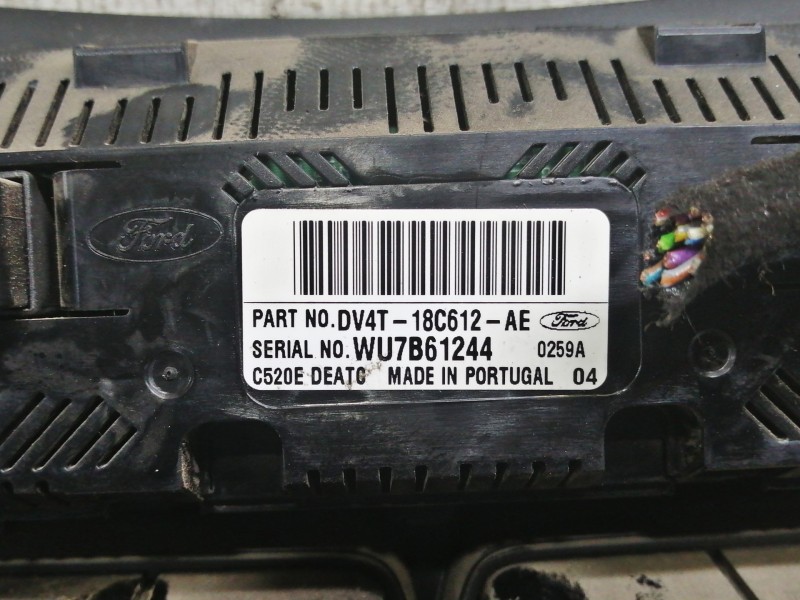 Ford
PART NO. DV4T-18C612-AE Ford
SERIAL NO. WU7B61244 0259A
C520E DEATC MADE IN PORTUGAL 04